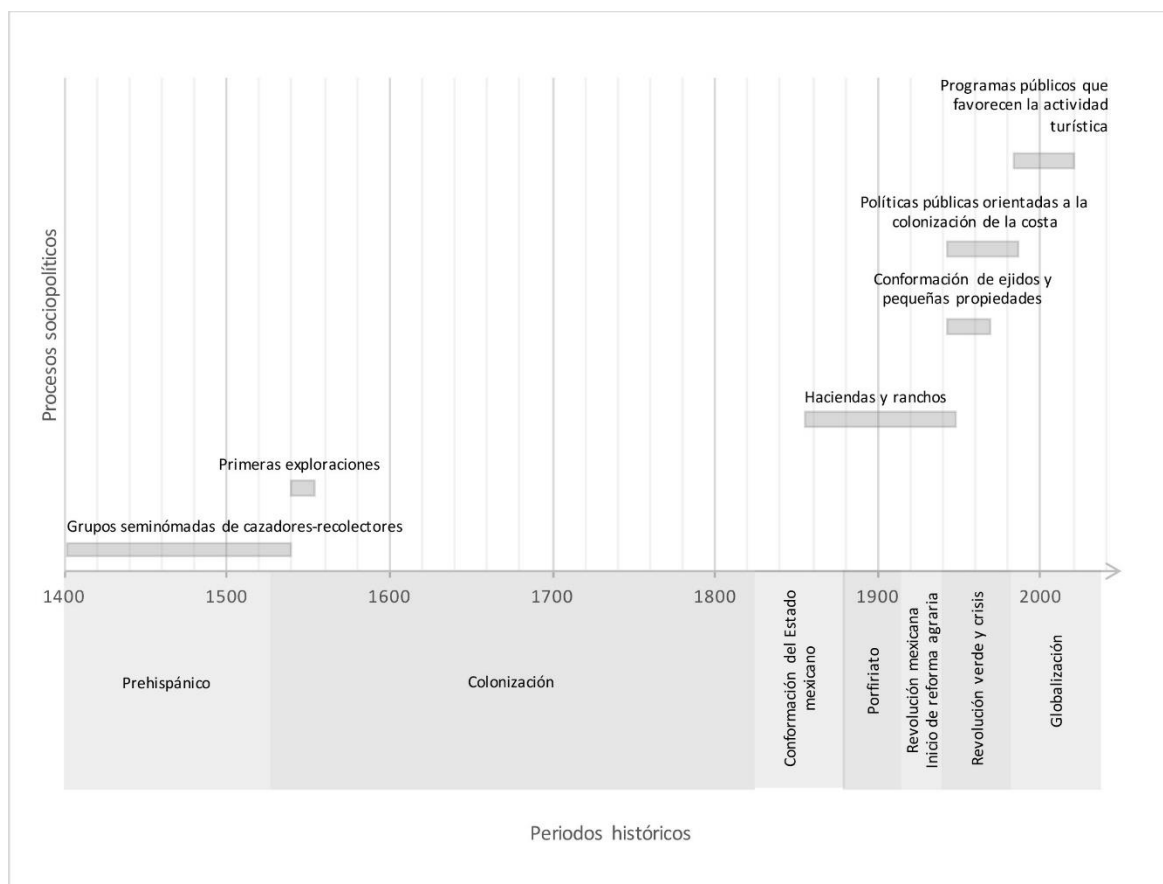 Programas públicos que
favorecen la actividad
turística
Políticas públicas orientadas a la
colonización de la costa
Conformación de ejidos y
pequeñas propiedades
Haciendas y ranchos
Primeras exploraciones
Grupos seminómadas de cazadores-recolectores
Procesos sociopolíticos
1400 1500 1600 1700 1800 1900 2000
Prehispánico
Colonización
Conformación del Estado
mexicano
Porfiriato
Revolución mexicana
Inicio de reforma agraria
Revolución verde y crisis
Globalización
Periodos históricos